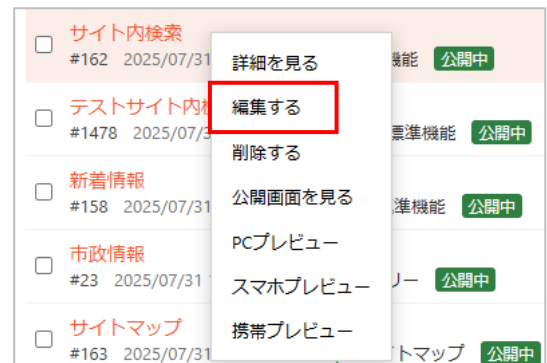 サイト内検索
#162 2025/07/31 機能 公開中
詳細を見る
テストサイト内
#1478 2025/07/3 票準機能 公開中
編集する
削除する
新着情報
#158 2025/07/31 準機能 公開中
公開画面を見る
市政情報
#23 2025/07/31 リー 公開中
PCプレビュー
スマホプレビュー
サイトマップ
#163 2025/07/31 トマップ 公開中
携帯プレビュー